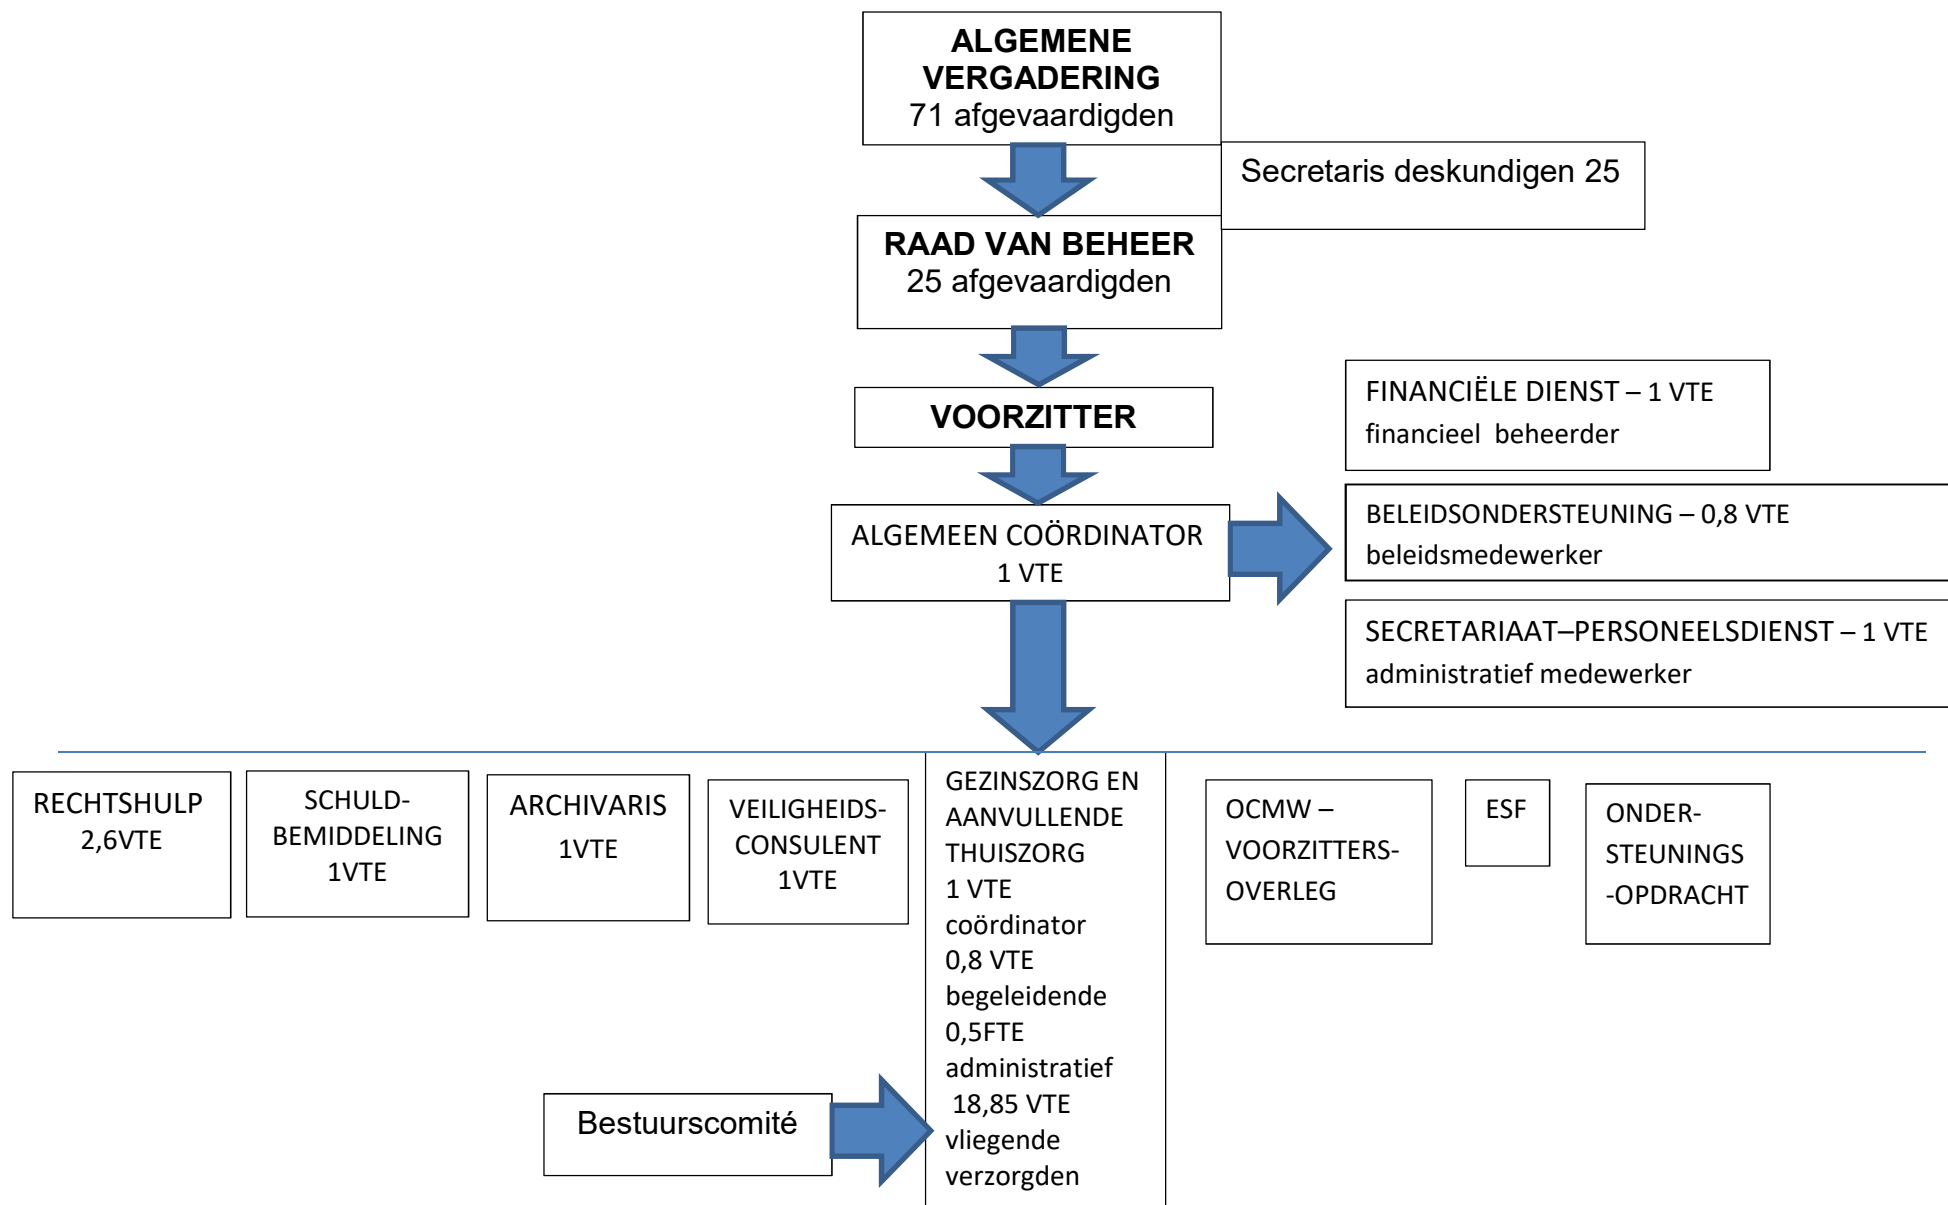 ALGEMENE
VERGADERING
71 afgevaardigden
Secretaris deskundigen 25
RAAD VAN BEHEER
25 afgevaardigden
VOORZITTER
FINANCIËLE DIENST – 1 VTE
financieel beheerder
ALGEMEEN COÖRDINATOR
1 VTE
BELEIDSONDERSTEUNING – 0,8 VTE
beleidsmedewerker
SECRETARIAAT–PERSONEELSDIENST – 1 VTE
administratief medewerker
RECHTSHULP
2,6VTE
SCHULD-
BEMIDDELING
1VTE
ARCHIVARIS
1VTE
VEILIGHEIDS-
CONSULENT
1VTE
GEZINSZORG EN
AANVULLENDE
THUISZORG
1 VTE
coördinator
0,8 VTE
begeleidende
0,5FTE
administratief
18,85 VTE
vliegende
verzorgden
OCMW –
VOORZITTERS-
OVERLEG
ESF
ONDER-
STEUNINGS
-OPDRACHT
Bestuurscomité